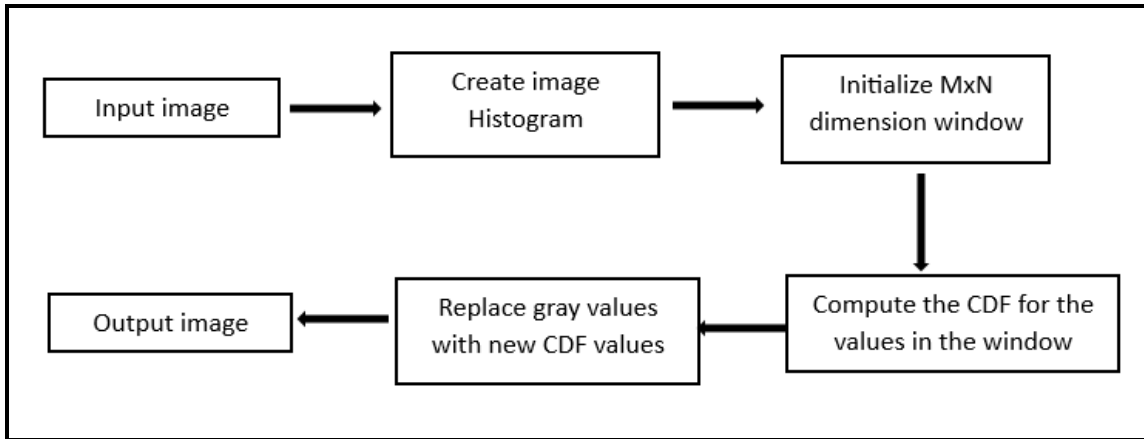 Input image
Create image
Histogram
Initialize MxN
dimension window
Compute the CDF for the
values in the window
Replace gray values
with new CDF values
Output image